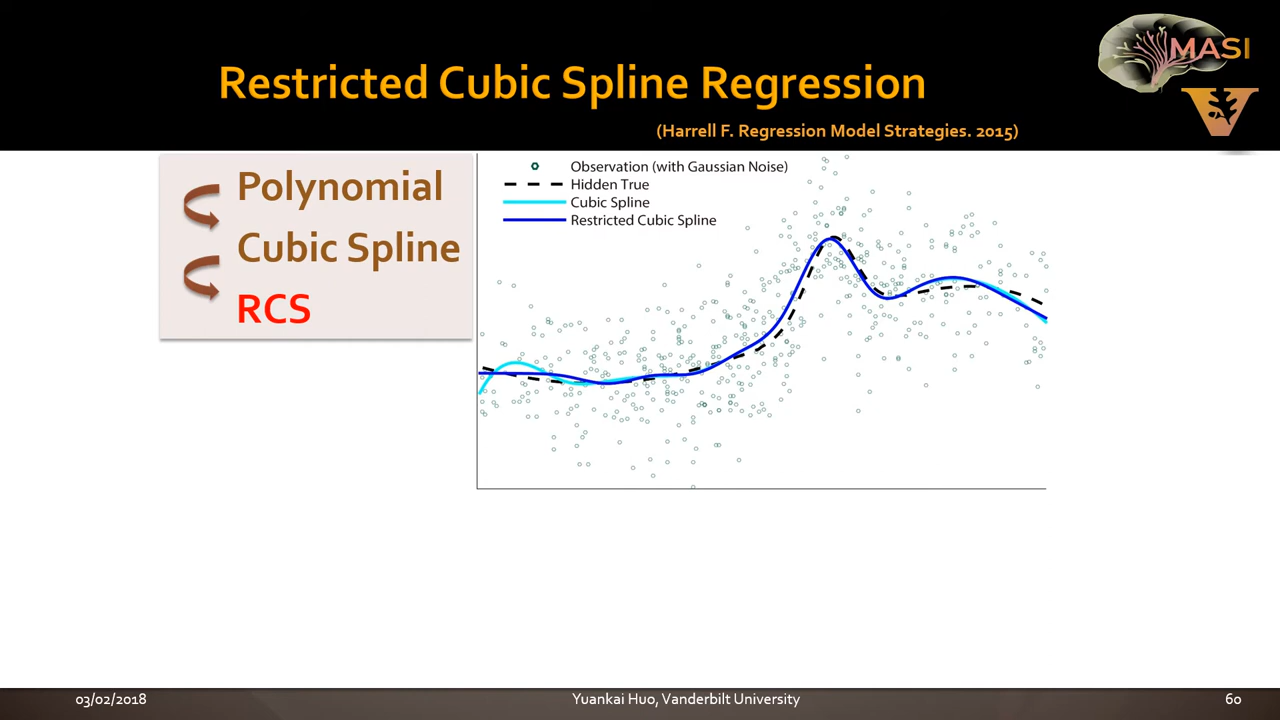 MASI
Restricted Cubic Spline Regression
(Harrell F. Regression Model Strategies. 2015)
Polynomial
Cubic Spline
RCS
Observation (with Gaussian Noise)
Hidden True
Cubic Spline
Restricted Cubic Spline
03/02/2018
Yuankai Huo, Vanderbilt University
60